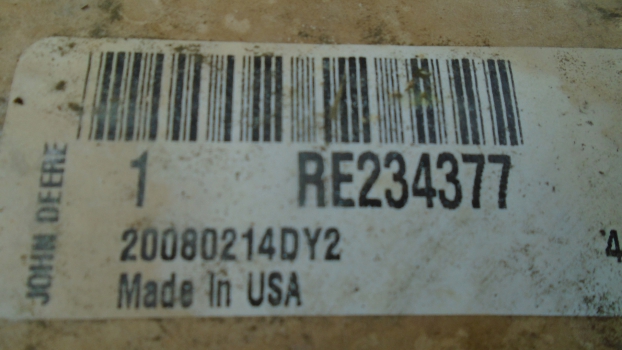 JOHN DEERE
1 RE234377
20080214DY2
Made In USA